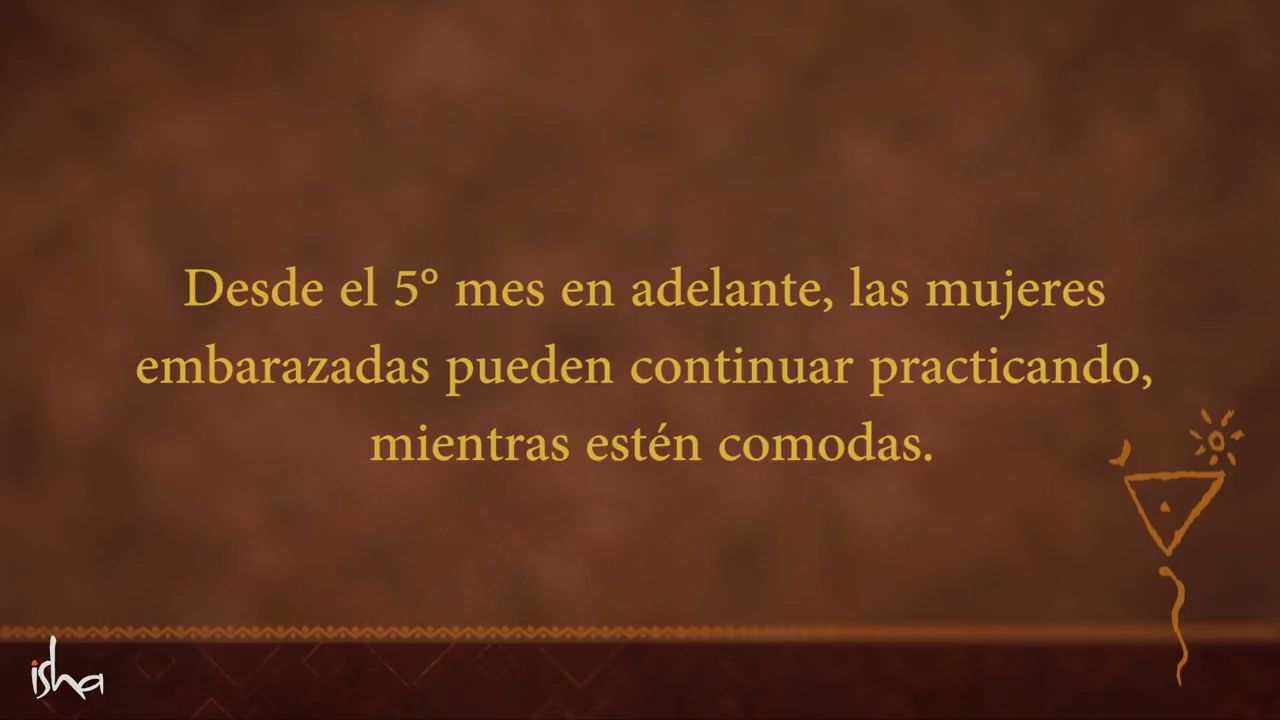 Desde el 5° mes en adelante, las mujeres
embarazadas pueden continuar practicando,
mientras estén comodas.
isha